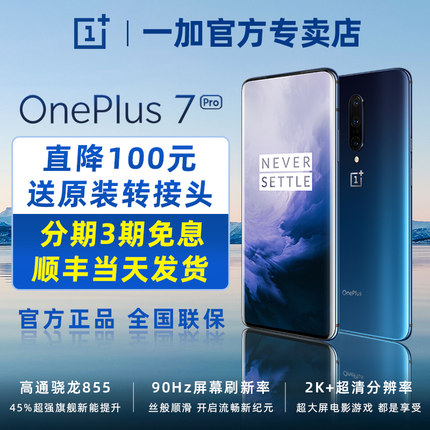 1+ 一加官方专卖店
OnePlus 7 Pro
直降100元
送原装转接头
分期3期免息
顺丰当天发货
官方正品 全国联保
NEVER
SETTLE
1+
OnePlus
高通骁龙855
45%超强旗舰新能提升
90Hz屏幕刷新率
丝般顺滑 开启流畅新纪元
2K+超清分辨率
超大屏电影游戏 都是享受